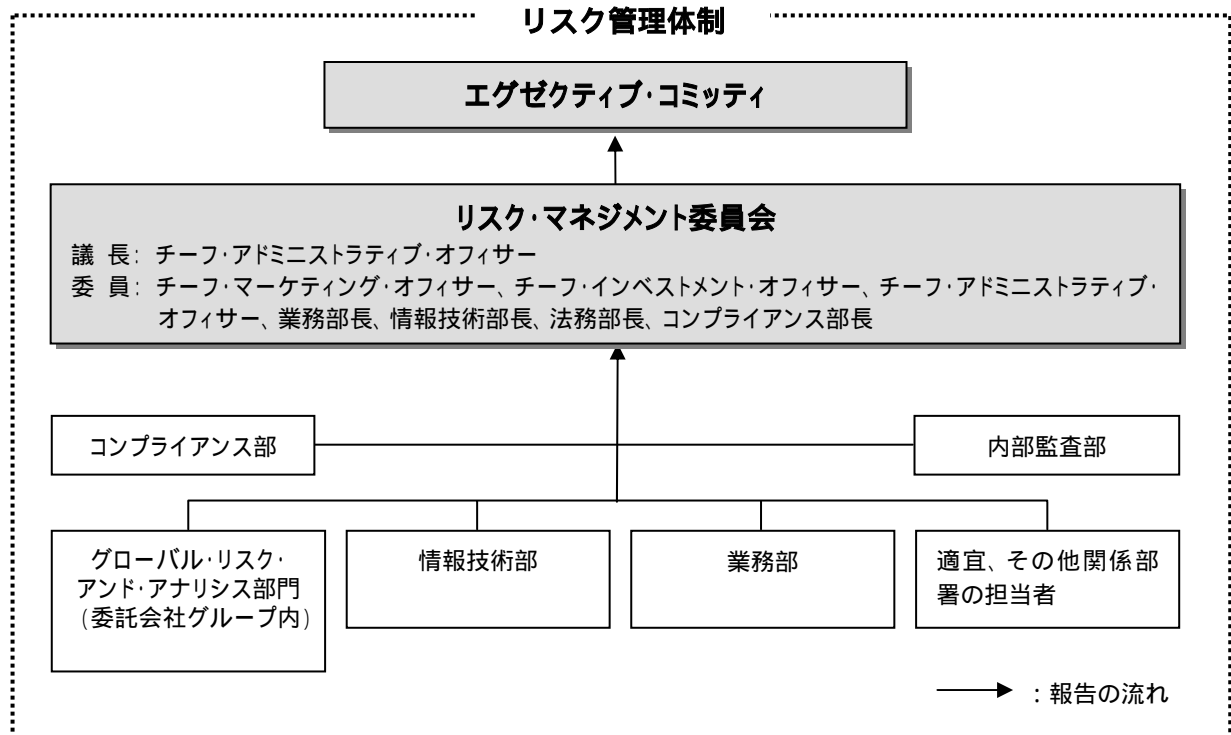 リスク管理体制
エグゼクティブ・コミッティ
リスク・マネジメント委員会
議 長： チーフ・アドミニストラティブ・オフィサー
委 員： チーフ・マーケティング・オフィサー、チーフ・インベストメント・オフィサー、チーフ・アドミニストラティブ・
オフィサー、業務部長、情報技術部長、法務部長、コンプライアンス部長
コンプライアンス部
内部監査部
グローバル・リスク・
アンド・アナリシス部門
（委託会社グループ内）
情報技術部
業務部
適宜、その他関係部
署の担当者
：報告の流れ